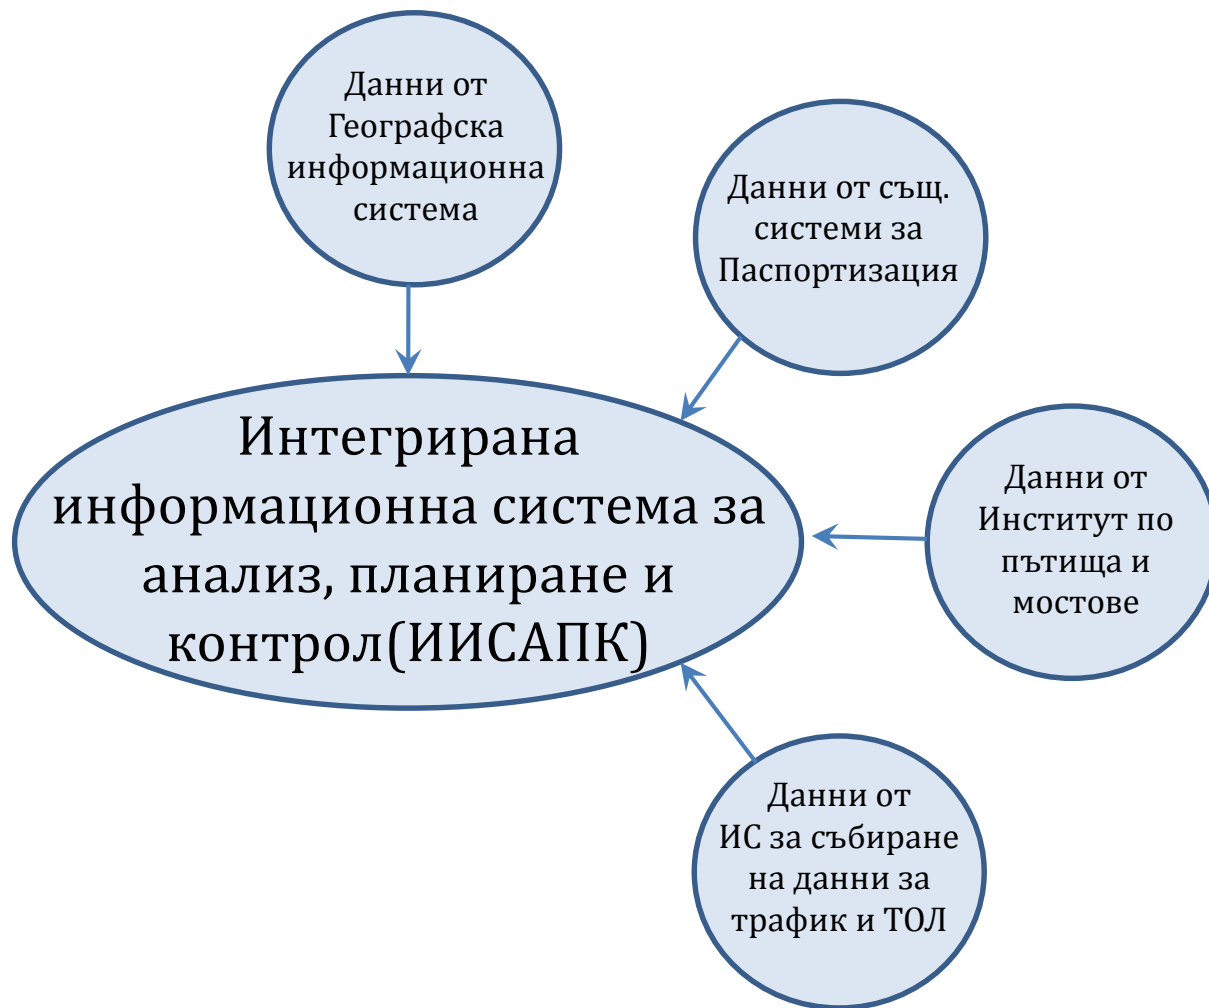 Данни от
Географска
информационна
система
Данни от същ.
системи за
Паспортизация
Интегрирана
информационна система за
анализ, планиране и
контрол(ИИСАПК)
Данни от
Институт по
пътища и
мостове
Данни от
ИС за събиране
на данни за
трафик и ТОЛ